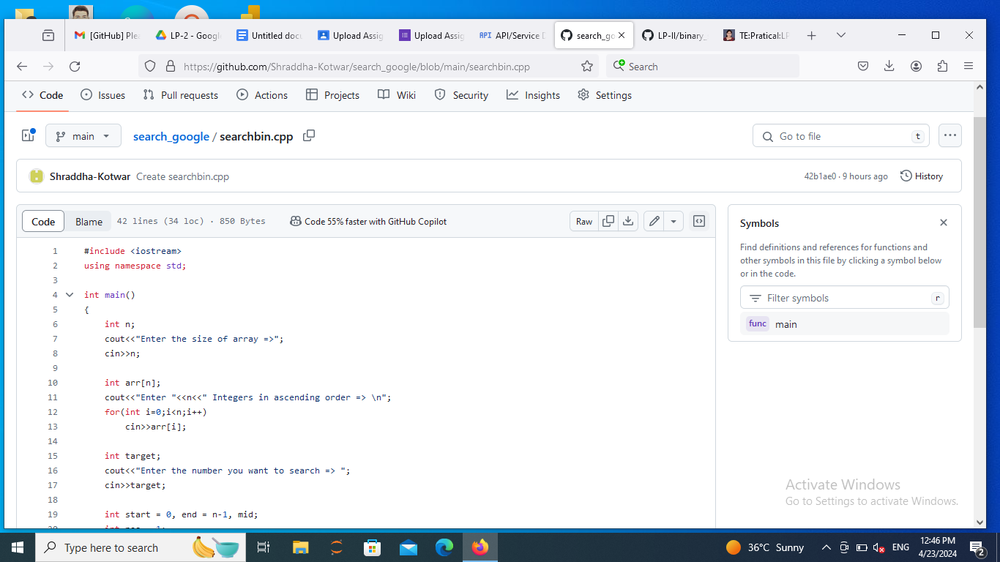 [GitHub] Plea
LP-2 - Google
Untitled docu
Upload Assig
Upload Assig
API API/Service D
search_go
LP-II/binary_
TE:Pratical:LP
https://github.com/Shraddha-Kotwar/search_google/blob/main/searchbin.cpp
Search
Code
Issues
Pull requests
Actions
Projects
Wiki
Security
Insights
Settings
main
search_google / searchbin.cpp
Go to file
t
Shraddha-Kotwar Create searchbin.cpp
42b1ae0 · 9 hours ago
History
Code
Blame
42 lines (34 loc) · 850 Bytes
Code 55% faster with GitHub Copilot
Raw
Symbols
Find definitions and references for functions and
other symbols in this file by clicking a symbol below
or in the code.
Filter symbols
r
func main
1 #include <iostream>
2 using namespace std;
3
4 int main()
5 {
6 int n;
7 cout<<"Enter the size of array =>";
8 cin>>n;
9
10 int arr[n];
11 cout<<"Enter "<<n<<" Integers in ascending order => \n";
12 for(int i=0;i<n;i++)
13 cin>>arr[i];
14
15 int target;
16 cout<<"Enter the number you want to search => ";
17 cin>>target;
18
19 int start = 0, end = n-1, mid;
Activate Windows
Go to Settings to activate Windows.
Type here to search
36°C Sunny
ENG
12:46 PM
4/23/2024
2